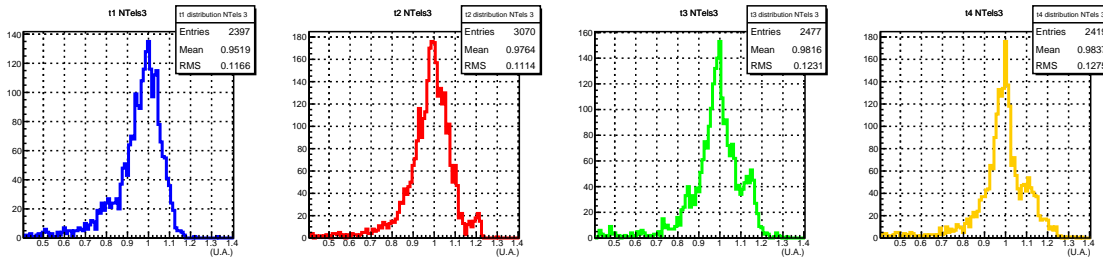 t1 NTels3
t1 distribution NTels 3
Entries 2397
Mean 0.9519
RMS 0.1166
140
120
100
80
60
40
20
0
0.5 0.6 0.7 0.8 0.9 1 1.1 1.2 1.3 1.4
(U.A.)
t2 NTels3
t2 distribution NTels 3
Entries 3070
Mean 0.9764
RMS 0.1114
180
160
140
120
100
80
60
40
20
0
0.5 0.6 0.7 0.8 0.9 1 1.1 1.2 1.3 1.4
(U.A.)
t3 NTels3
t3 distribution NTels 3
Entries 2477
Mean 0.9816
RMS 0.1231
160
140
120
100
80
60
40
20
0
0.5 0.6 0.7 0.8 0.9 1 1.1 1.2 1.3 1.4
(U.A.)
t4 NTels3
t4 distribution NTels 3
Entries 2419
Mean 0.9837
RMS 0.1275
180
160
140
120
100
80
60
40
20
0
0.5 0.6 0.7 0.8 0.9 1 1.1 1.2 1.3 1.4
(U.A.)